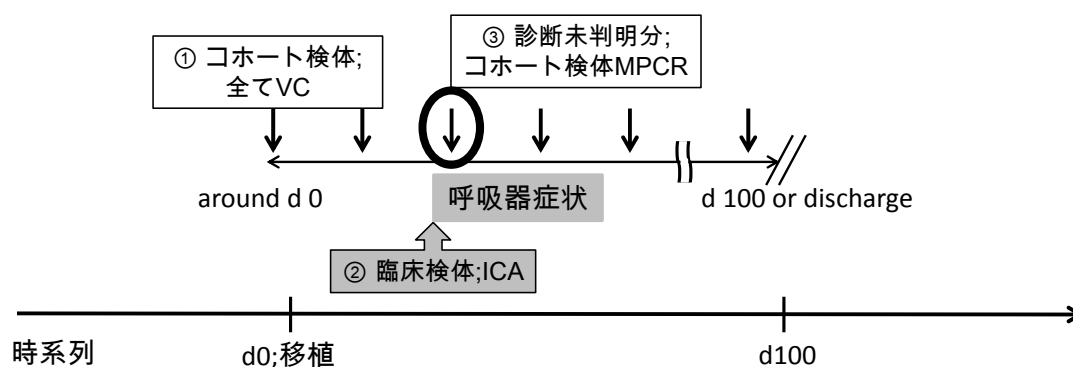 ① コホート検体;
全てVC
③ 診断未判明分;
コホート検体MPCR
around d 0
呼吸器症状
d 100 or discharge
② 臨床検体;ICA
時系列
d0;移植
d100